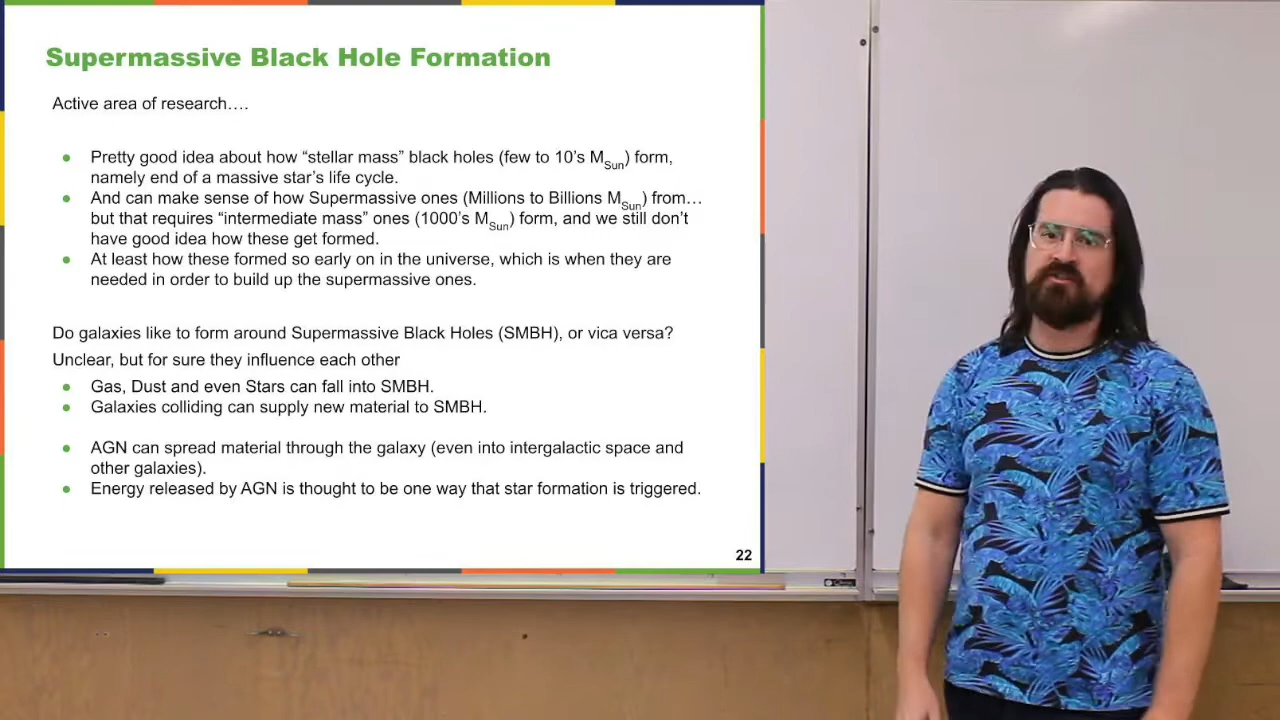 Supermassive Black Hole Formation
Active area of research….
● Pretty good idea about how “stellar mass” black holes (few to 10’s MSun) form,
namely end of a massive star’s life cycle.
● And can make sense of how Supermassive ones (Millions to Billions MSun) from…
but that requires “intermediate mass” ones (1000’s MSun) form, and we still don’t
have good idea how these get formed.
● At least how these formed so early on in the universe, which is when they are
needed in order to build up the supermassive ones.
Do galaxies like to form around Supermassive Black Holes (SMBH), or vica versa?
Unclear, but for sure they influence each other
● Gas, Dust and even Stars can fall into SMBH.
● Galaxies colliding can supply new material to SMBH.
● AGN can spread material through the galaxy (even into intergalactic space and
other galaxies).
● Energy released by AGN is thought to be one way that star formation is triggered.
22